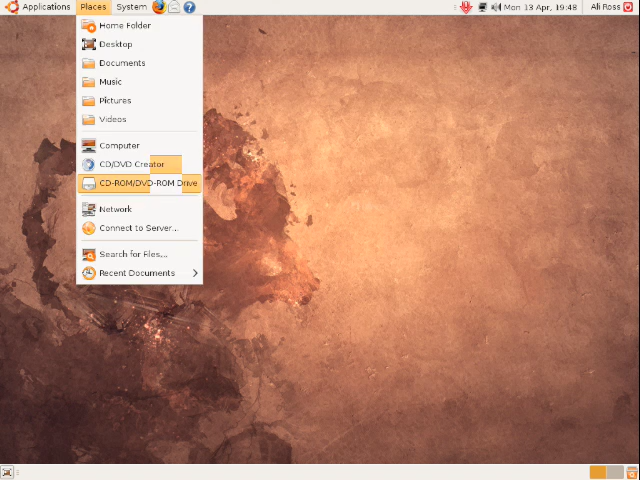 Applications Places System
Mon 13 Apr, 19:48 Ali Ross
Home Folder
Desktop
Documents
Music
Pictures
Videos
Computer
CD/DVD Creator
CD-ROM/DVD-ROM Drive
Network
Connect to Server...
Search for Files...
Recent Documents